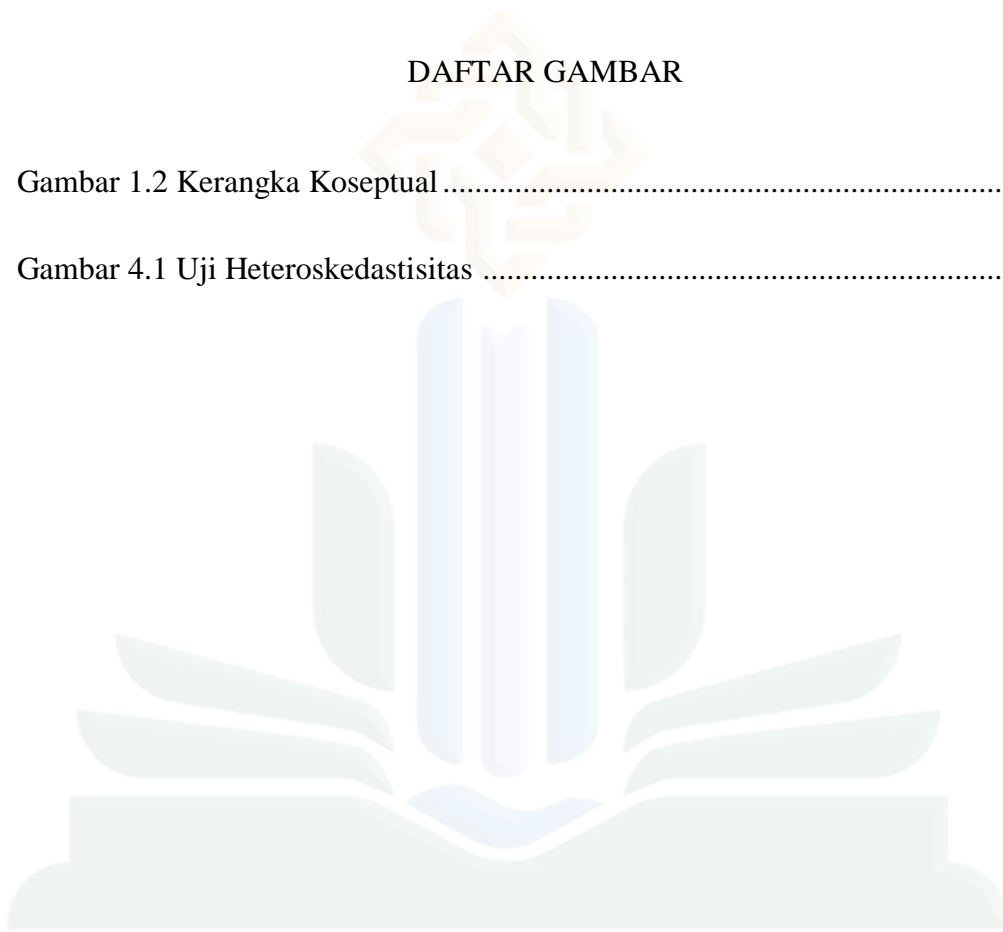 DAFTAR GAMBAR
Gambar 1.2 Kerangka Koseptual......................................................................
Gambar 4.1 Uji Heteroskedastisitas .................................................................